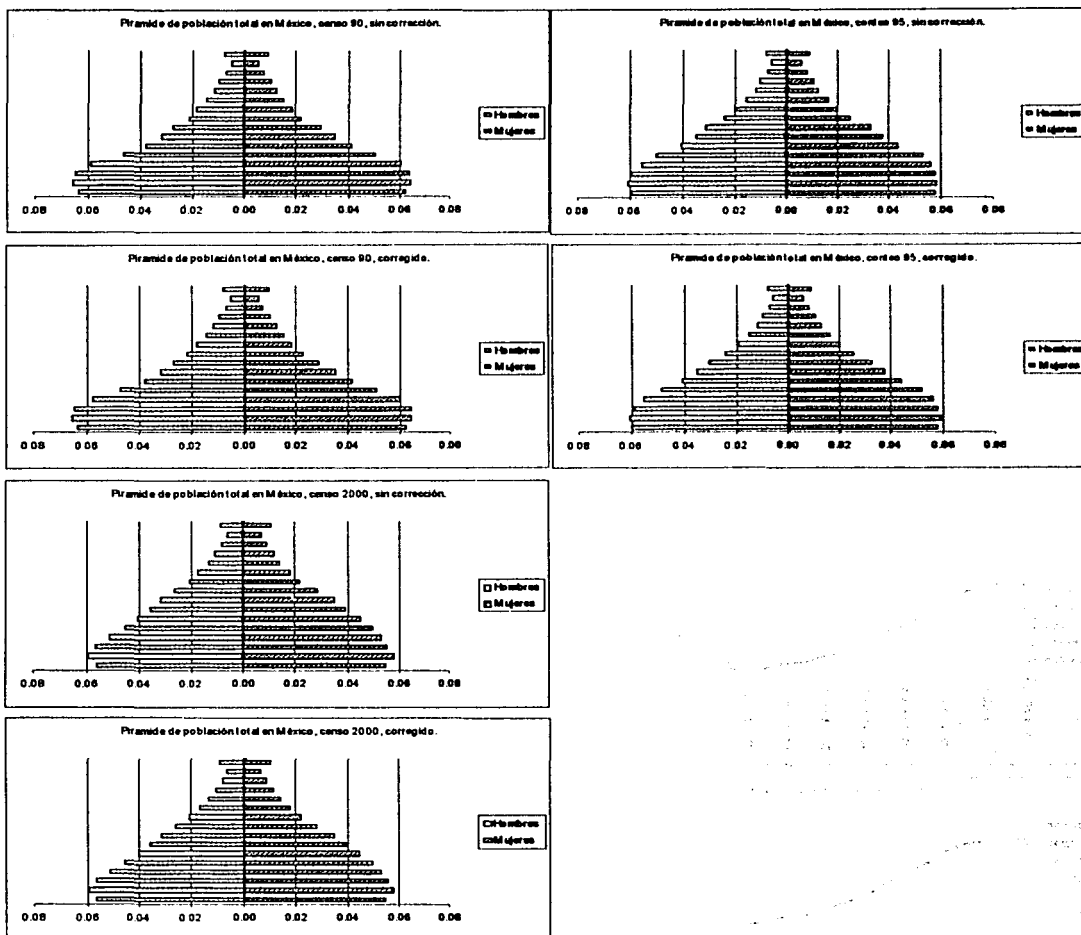 Piramide de población total en México, censo 90, sin corrección.
Hombres
Mujeres
0.08 0.06 0.04 0.02 0.00 0.02 0.04 0.06 0.08
Piramide de población total en México, conteo 95, sin corrección.
Hombres
Mujeres
0.08 0.06 0.04 0.02 0.00 0.02 0.04 0.06 0.08
Piramide de población total en México, censo 90, corregido.
Hombres
Mujeres
0.08 0.06 0.04 0.02 0.00 0.02 0.04 0.06 0.08
Piramide de población total en México, conteo 95, corregido.
Hombres
Mujeres
0.08 0.06 0.04 0.02 0.00 0.02 0.04 0.06 0.08
Piramide de población total en México, censo 2000, sin corrección.
Hombres
Mujeres
0.08 0.06 0.04 0.02 0.00 0.02 0.04 0.06 0.08
Piramide de población total en México, censo 2000, corregido.
Hombres
Mujeres
0.08 0.06 0.04 0.02 0.00 0.02 0.04 0.06 0.08